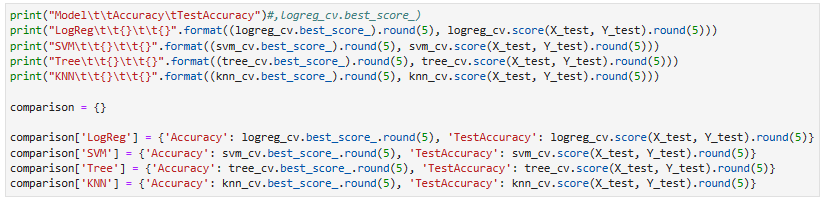 print("Model\t\tAccuracy\tTestAccuracy")#,logreg_cv.best_score_)
print("LogReg\t\t{}\t\t{}".format((logreg_cv.best_score_).round(5), logreg_cv.score(X_test, Y_test).round(5)))
print("SVM\t\t{}\t\t{}".format((svm_cv.best_score_).round(5), svm_cv.score(X_test, Y_test).round(5)))
print("Tree\t\t{}\t\t{}".format((tree_cv.best_score_).round(5), tree_cv.score(X_test, Y_test).round(5)))
print("KNN\t\t{}\t\t{}".format((knn_cv.best_score_).round(5), knn_cv.score(X_test, Y_test).round(5)))
comparison = {}
comparison['LogReg'] = {'Accuracy': logreg_cv.best_score_.round(5), 'TestAccuracy': logreg_cv.score(X_test, Y_test).round(5)}
comparison['SVM'] = {'Accuracy': svm_cv.best_score_.round(5), 'TestAccuracy': svm_cv.score(X_test, Y_test).round(5)}
comparison['Tree'] = {'Accuracy': tree_cv.best_score_.round(5), 'TestAccuracy': tree_cv.score(X_test, Y_test).round(5)}
comparison['KNN'] = {'Accuracy': knn_cv.best_score_.round(5), 'TestAccuracy': knn_cv.score(X_test, Y_test).round(5)}